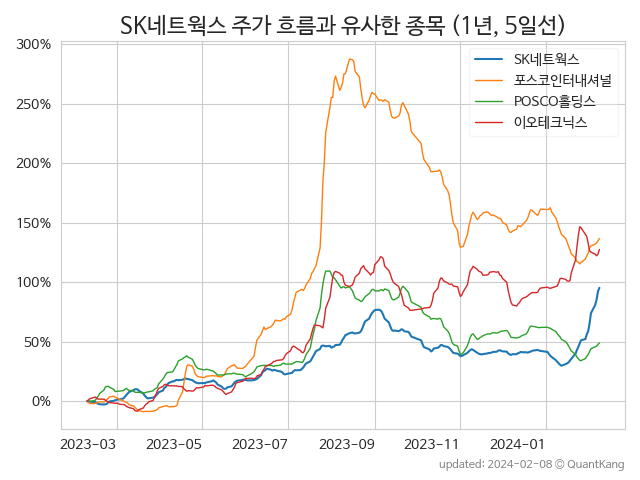 SK네트웍스 주가 흐름과 유사한 종목 (1년, 5일선)
300%
250%
200%
150%
100%
50%
0%
SK네트웍스
포스코인터내셔널
POSCO홀딩스
이오테크닉스
2023-03 2023-05 2023-07 2023-09 2023-11 2024-01
updated: 2024-02-08 © QuantKang